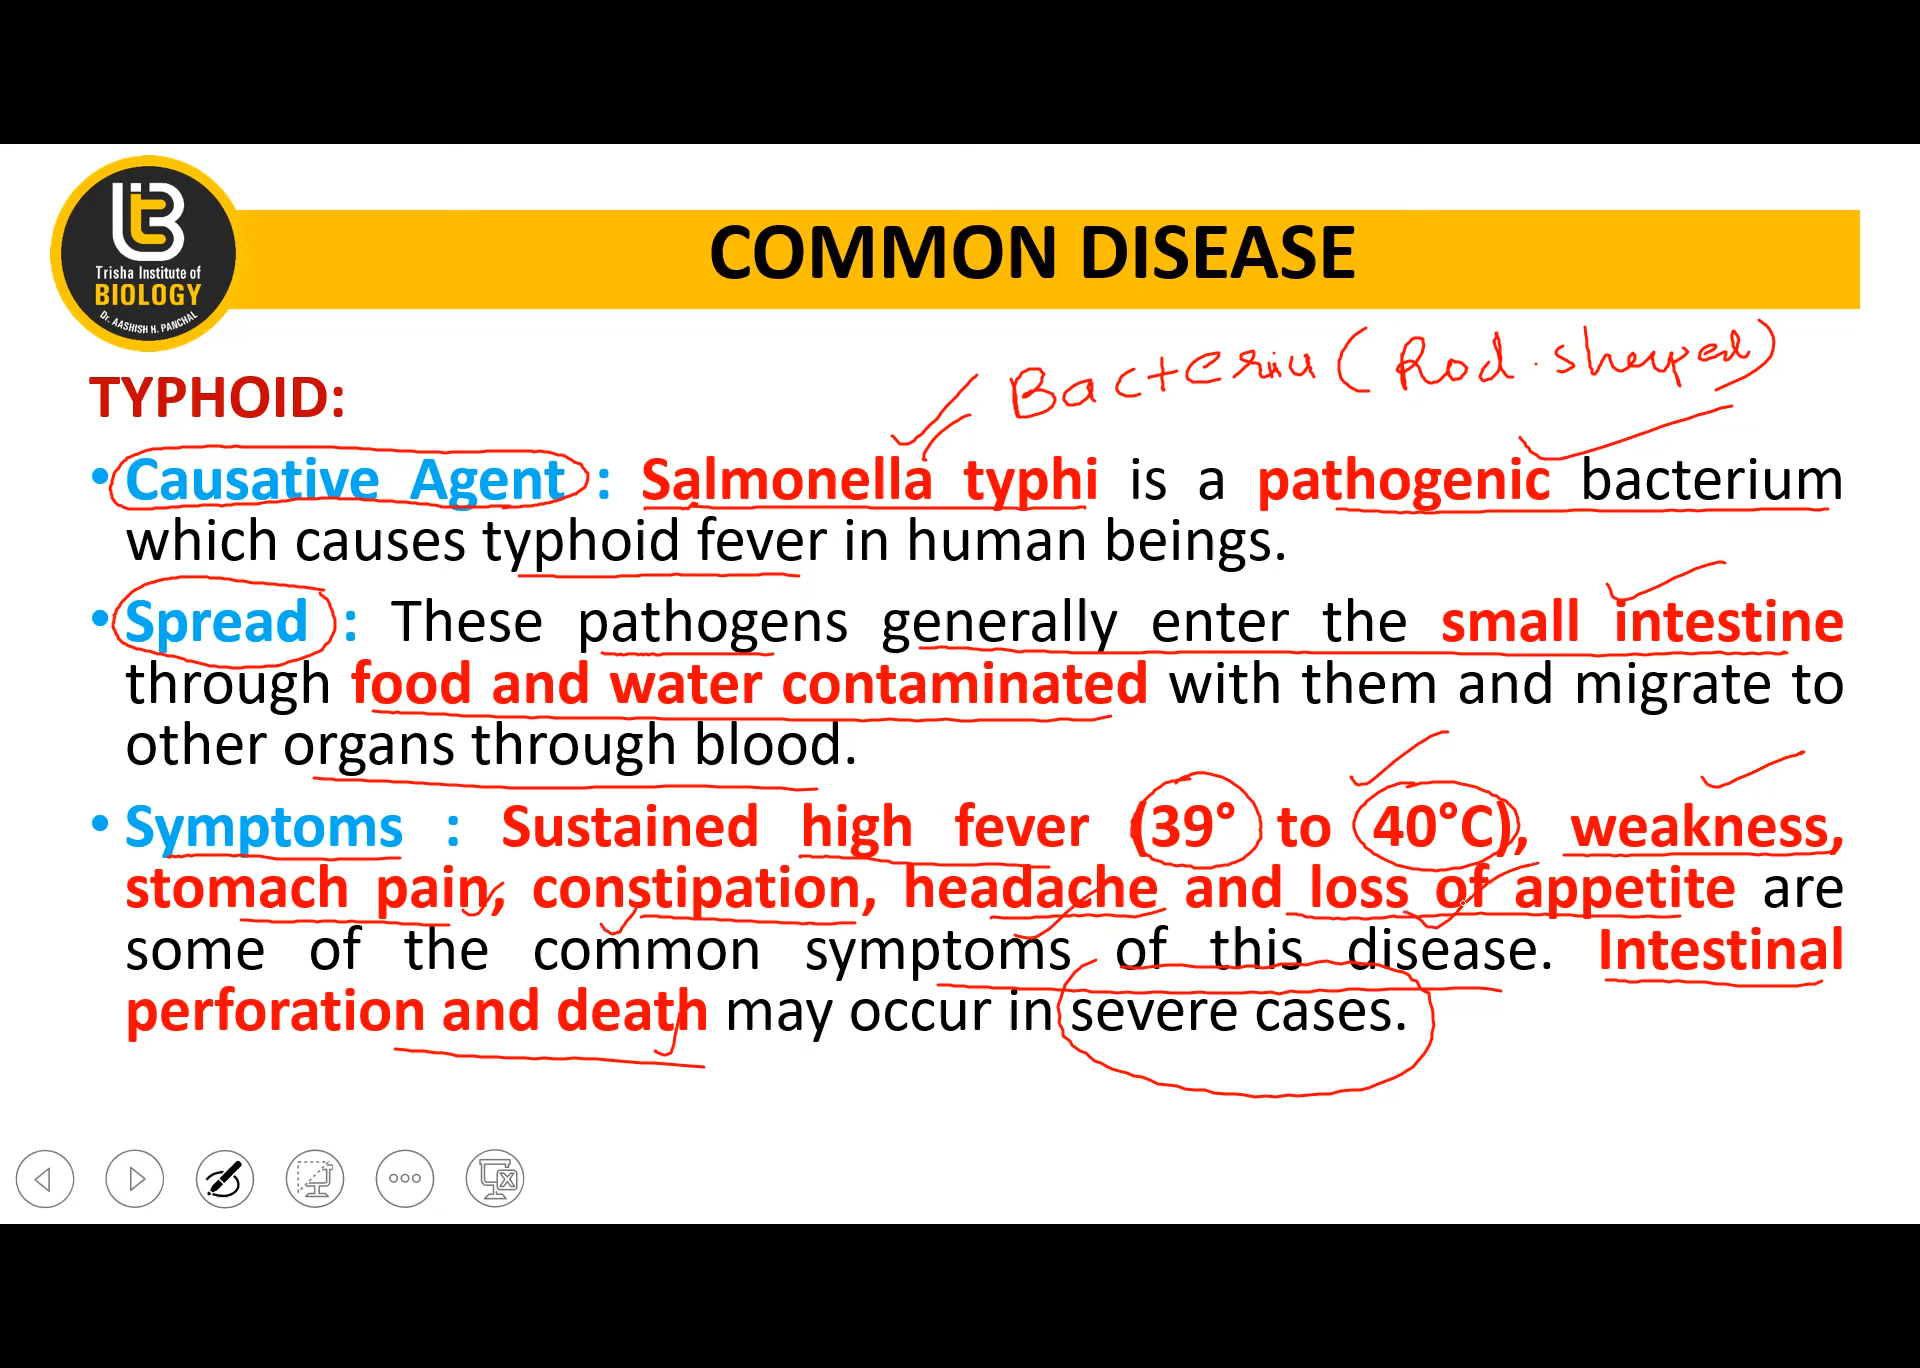 Trisha Institute of
BIOLOGY
Dr. AASHISH H. PANCHAL
COMMON DISEASE
Bacteria (Rod-shaped)
TYPHOID:
• Causative Agent : Salmonella typhi is a pathogenic bacterium
which causes typhoid fever in human beings.
• Spread : These pathogens generally enter the small intestine
through food and water contaminated with them and migrate to
other organs through blood.
• Symptoms : Sustained high fever (39° to 40°C), weakness,
stomach pain, constipation, headache and loss of appetite are
some of the common symptoms of this disease. Intestinal
perforation and death may occur in severe cases.